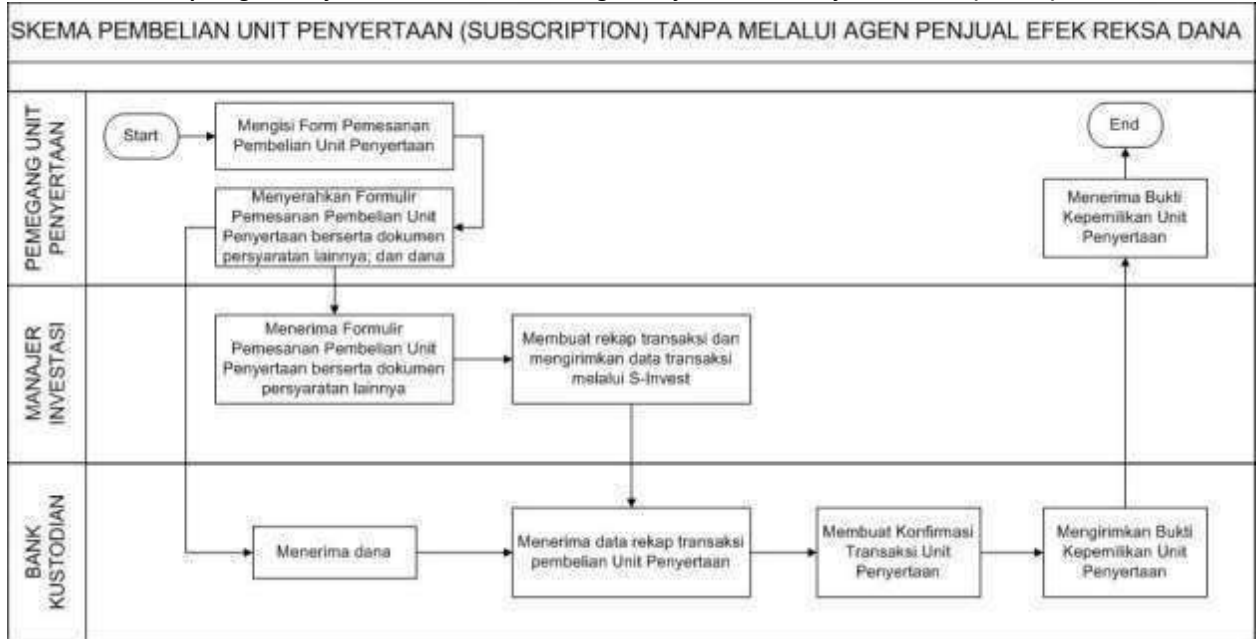 SKEMA PEMBELIAN UNIT PENYERTAAN (SUBSCRIPTION) TANPA MELALUI AGEN PENJUAL EFEK REKSA DANA
PEMEGANG UNIT
PENYERTAAN
Start
Mengisi Form Pemesanan
Pembelian Unit Penyertaan
Menyerahkan Formulir
Pemesanan Pembelian Unit
Penyertaan berserta dokumen
persyaratan lainnya; dan dana
End
Menerima Bukti
Kepemilikan Unit
Penyertaan
MANAJER
INVESTASI
Menerima Formulir
Pemesanan Pembelian Unit
Penyertaan berserta dokumen
persyaratan lainnya
Membuat rekap transaksi dan
mengirimkan data transaksi
melalui S-Invest
BANK
KUSTODIAN
Menerima dana
Menerima data rekap transaksi
pembelian Unit Penyertaan
Membuat Konfirmasi
Transaksi Unit
Penyertaan
Mengirimkan Bukti
Kepemilikan Unit
Penyertaan